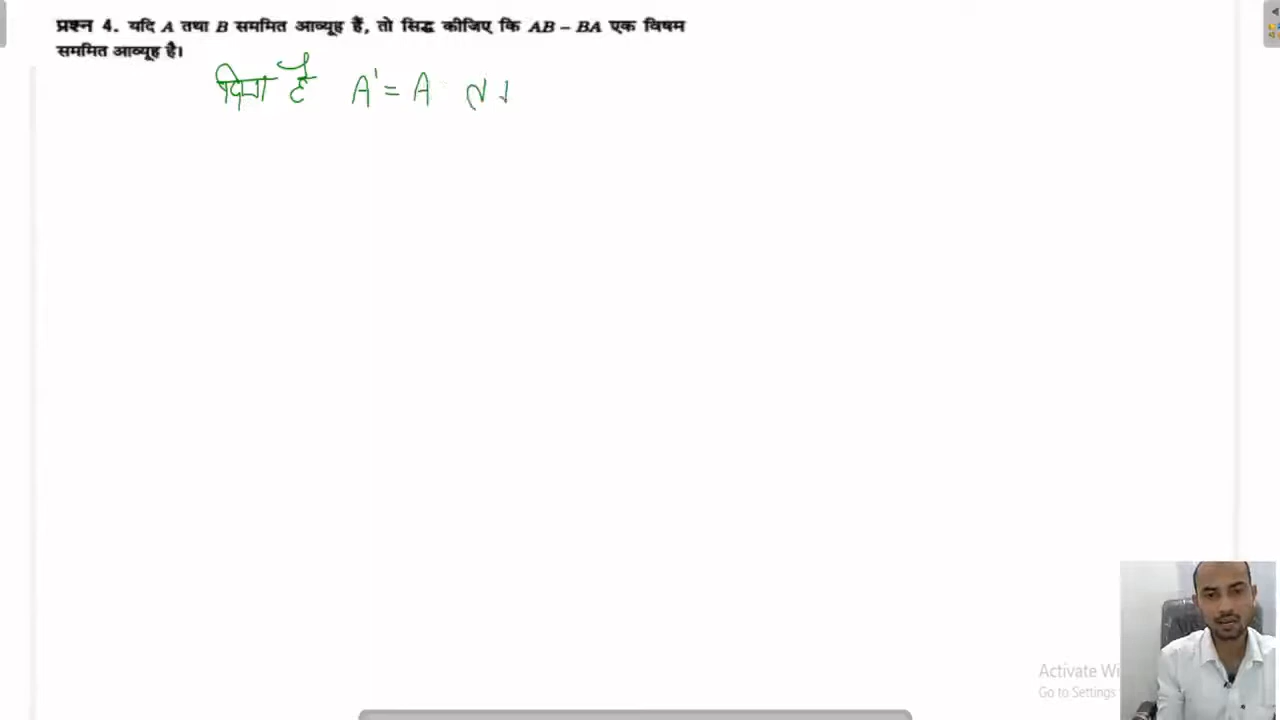 प्रश्न 4. यदि A तथा B सममित आव्यूह हैं, तो सिद्ध कीजिए कि AB – BA एक विषम
सममित आव्यूह है।
दिया है A' = A
Activate Wi
Go to Settings